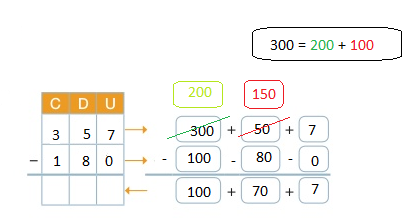 300 = 200 + 100
200 150
C D U
3 5 7 300 + 50 + 7
- 1 8 0 - 100 - 80 - 0
100 + 70 + 7